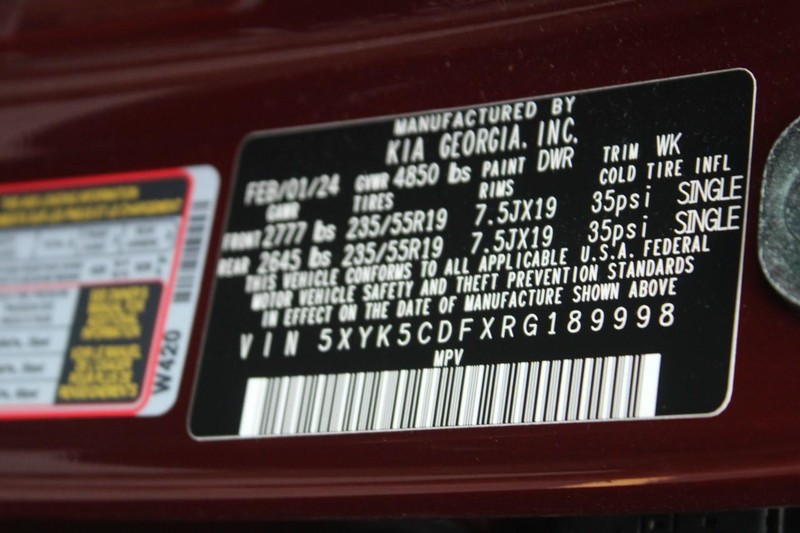 MANUFACTURED BY
KIA GEORGIA, INC.
FEB/01/24 GVWR 4850 lbs PAINT DWR TRIM WK
GAWR TIRES RIMS COLD TIRE INFL
FRONT 2777 lbs 235/55R19 7.5JX19 35psi SINGLE
REAR 2645 lbs 235/55R19 7.5JX19 35psi SINGLE
THIS VEHICLE CONFORMS TO ALL APPLICABLE U.S.A. FEDERAL
MOTOR VEHICLE SAFETY AND THEFT PREVENTION STANDARDS
IN EFFECT ON THE DATE OF MANUFACTURE SHOWN ABOVE
VIN 5XYK5CDFXRG189998
MPV
W420